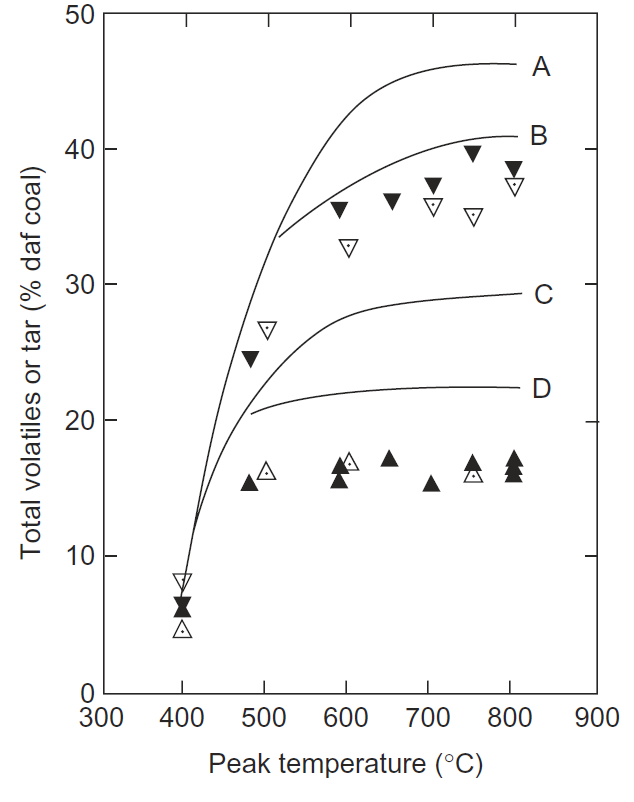 50
A
B
40
30
C
D
20
10
0
300 400 500 600 700 800 900
Peak temperature (°C)
Total volatiles or tar (% daf coal)